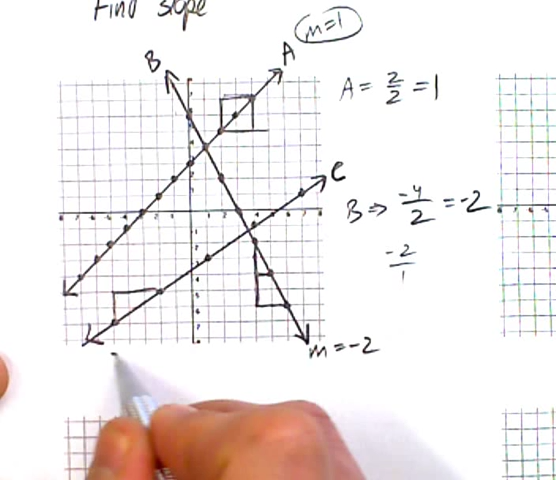 Find slope
m=1
B
A
A = 2/2 = 1
C
B ⇒ -4/2 = -2
-2/1
m = -2